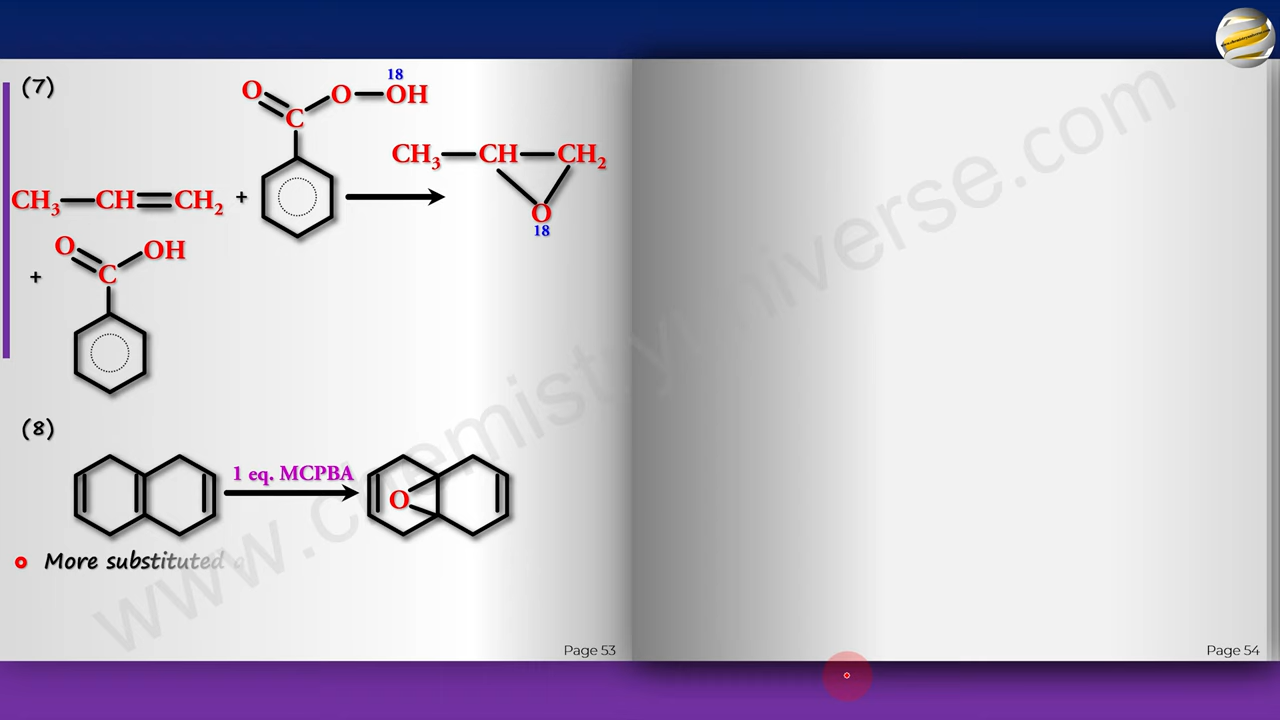 (7)
O
O—OH
18
C
CH3—CH=CH2
+
CH3—CH—CH2
O
18
+
O
OH
C
(8)
1 eq. MCPBA
O
More substituted
www.chemistryuniverse.com
Page 53
Page 54